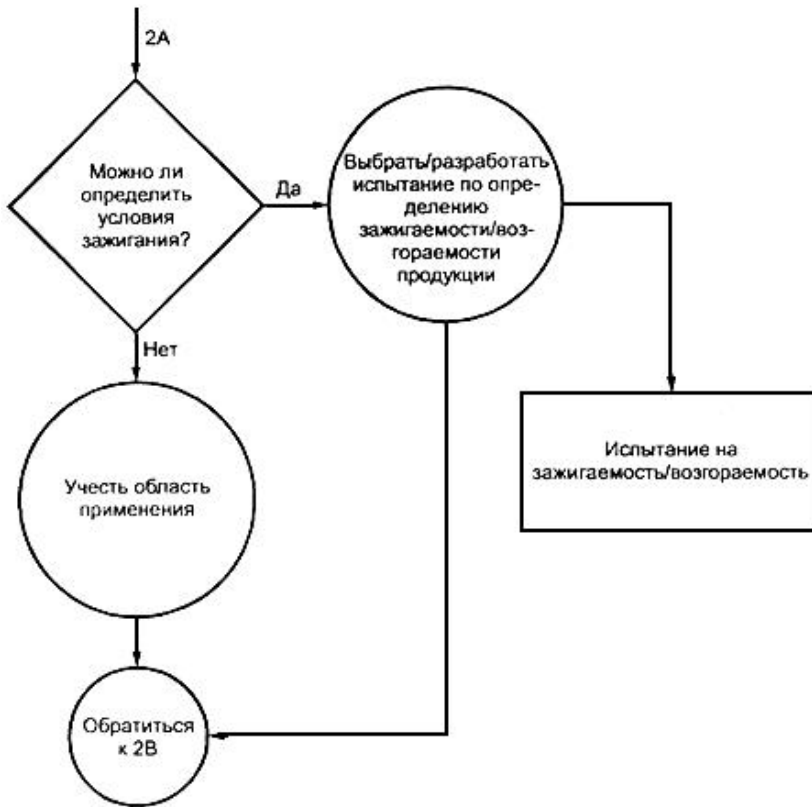 2A
Можно ли
определить
условия
зажигания?
Да
Выбрать/разработать
испытание по опре-
делению
зажигаемости/воз-
гораемости
продукции
Нет
Учесть область
применения
Испытание на
зажигаемость/возгораемость
Обратиться
к 2В